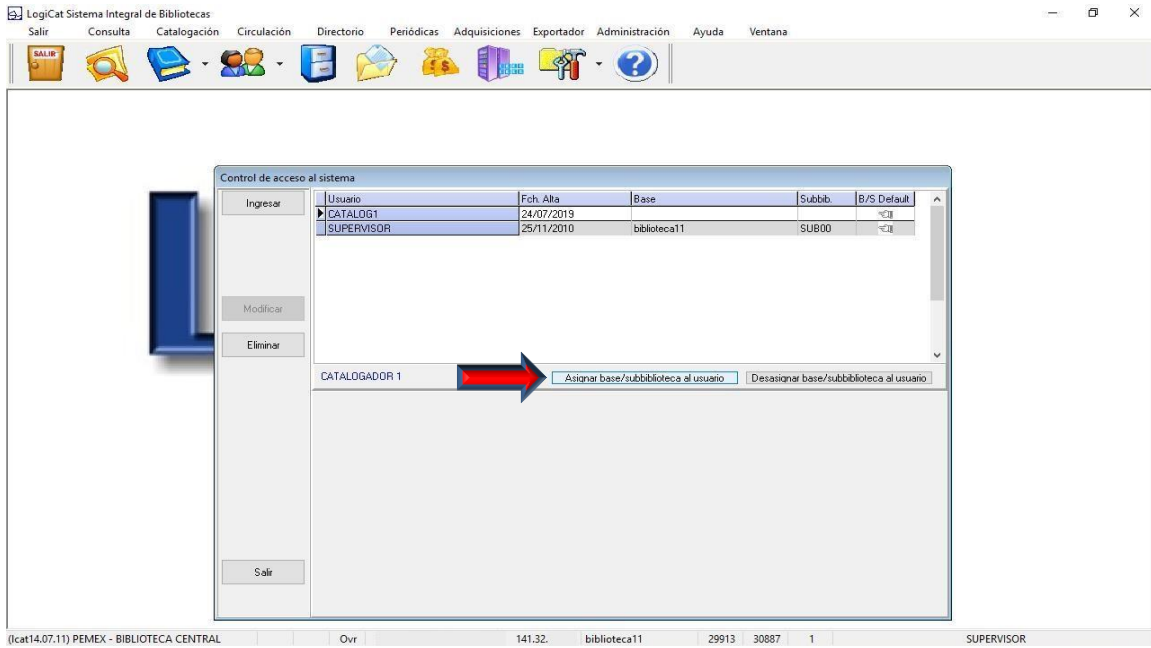 LogiCat Sistema Integral de Bibliotecas
Salir Consulta Catalogación Circulación Directorio Periódicas Adquisiciones Exportador Administración Ayuda Ventana
SALIR
Control de acceso al sistema
Ingresar
Usuario Fch. Alta Base Subbib. B/S Default
CATALOG1 24/07/2019
SUPERVISOR 25/11/2010 biblioteca11 SUB00
Modificar
Eliminar
CATALOGADOR 1 Asignar base/subbiblioteca al usuario Desasignar base/subbiblioteca al usuario
Salir
(lcat14.07.11) PEMEX - BIBLIOTECA CENTRAL Ovr 141.32. biblioteca11 29913 30887 1 SUPERVISOR